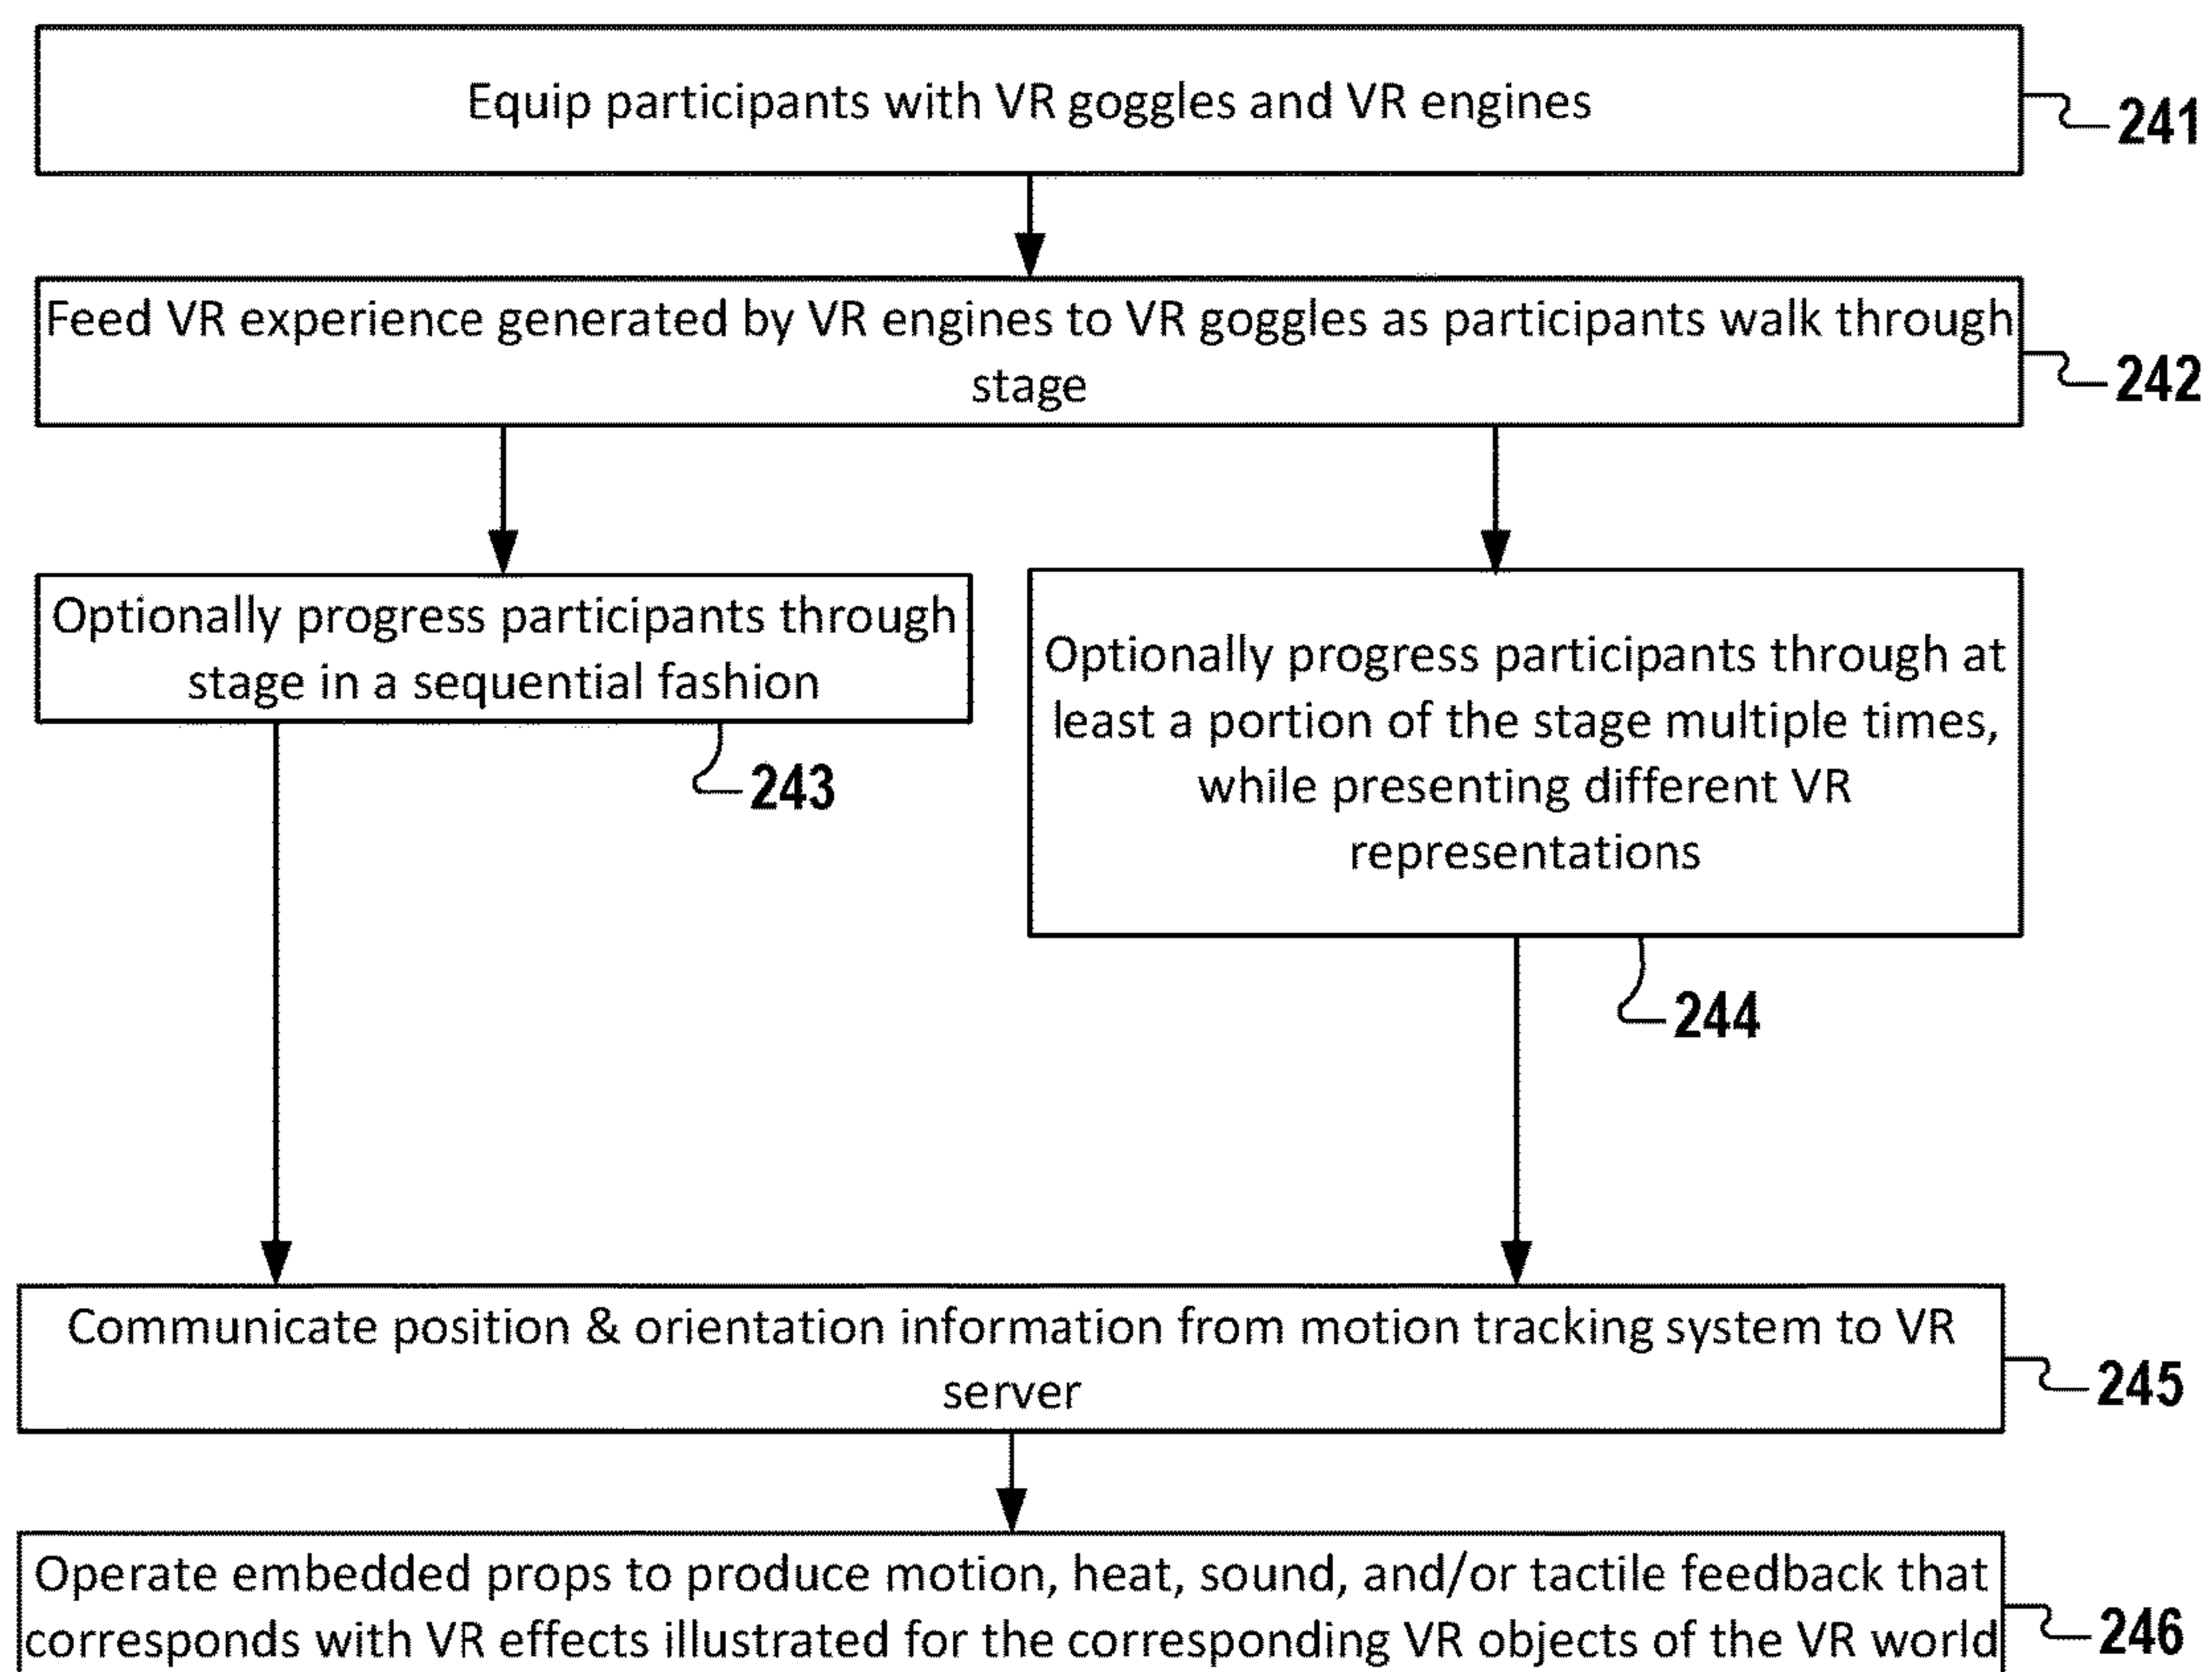 Equip participants with VR goggles and VR engines
241
Feed VR experience generated by VR engines to VR goggles as participants walk through
stage
242
Optionally progress participants through
stage in a sequential fashion
243
Optionally progress participants through at
least a portion of the stage multiple times,
while presenting different VR
representations
244
Communicate position & orientation information from motion tracking system to VR
server
245
Operate embedded props to produce motion, heat, sound, and/or tactile feedback that
corresponds with VR effects illustrated for the corresponding VR objects of the VR world
246